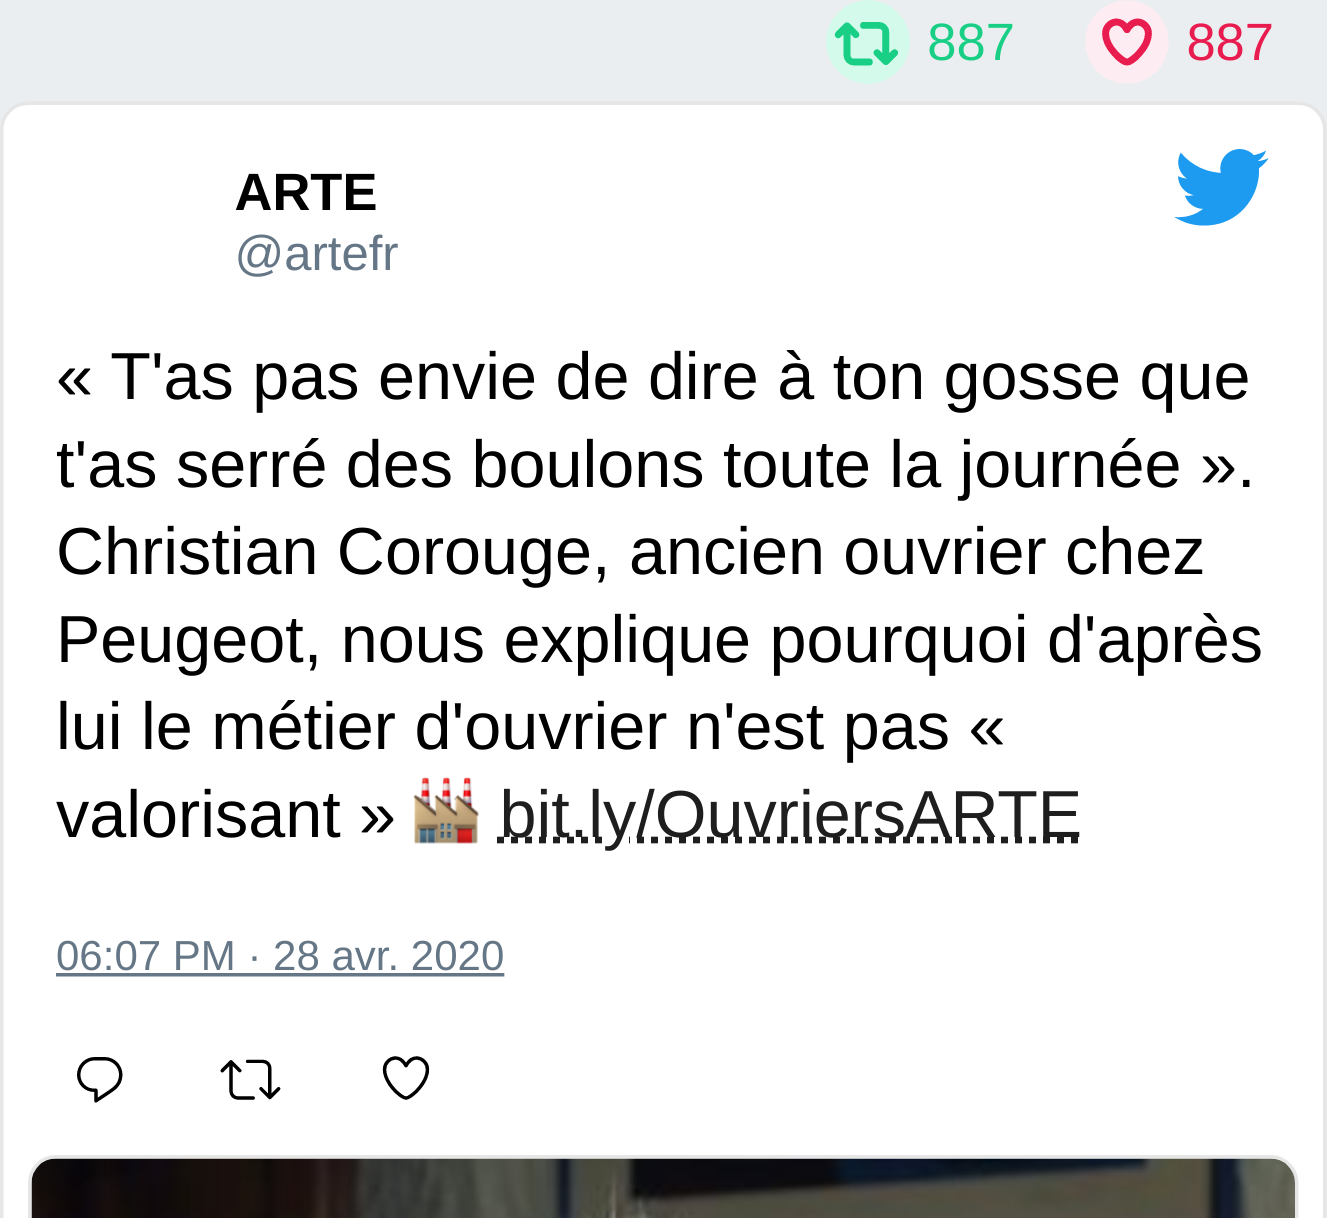 887 887
ARTE
@artefr
« T'as pas envie de dire à ton gosse que
t'as serré des boulons toute la journée ».
Christian Corouge, ancien ouvrier chez
Peugeot, nous explique pourquoi d'après
lui le métier d'ouvrier n'est pas «
valorisant » 🏭 bit.ly/OuvriersARTE
06:07 PM · 28 avr. 2020